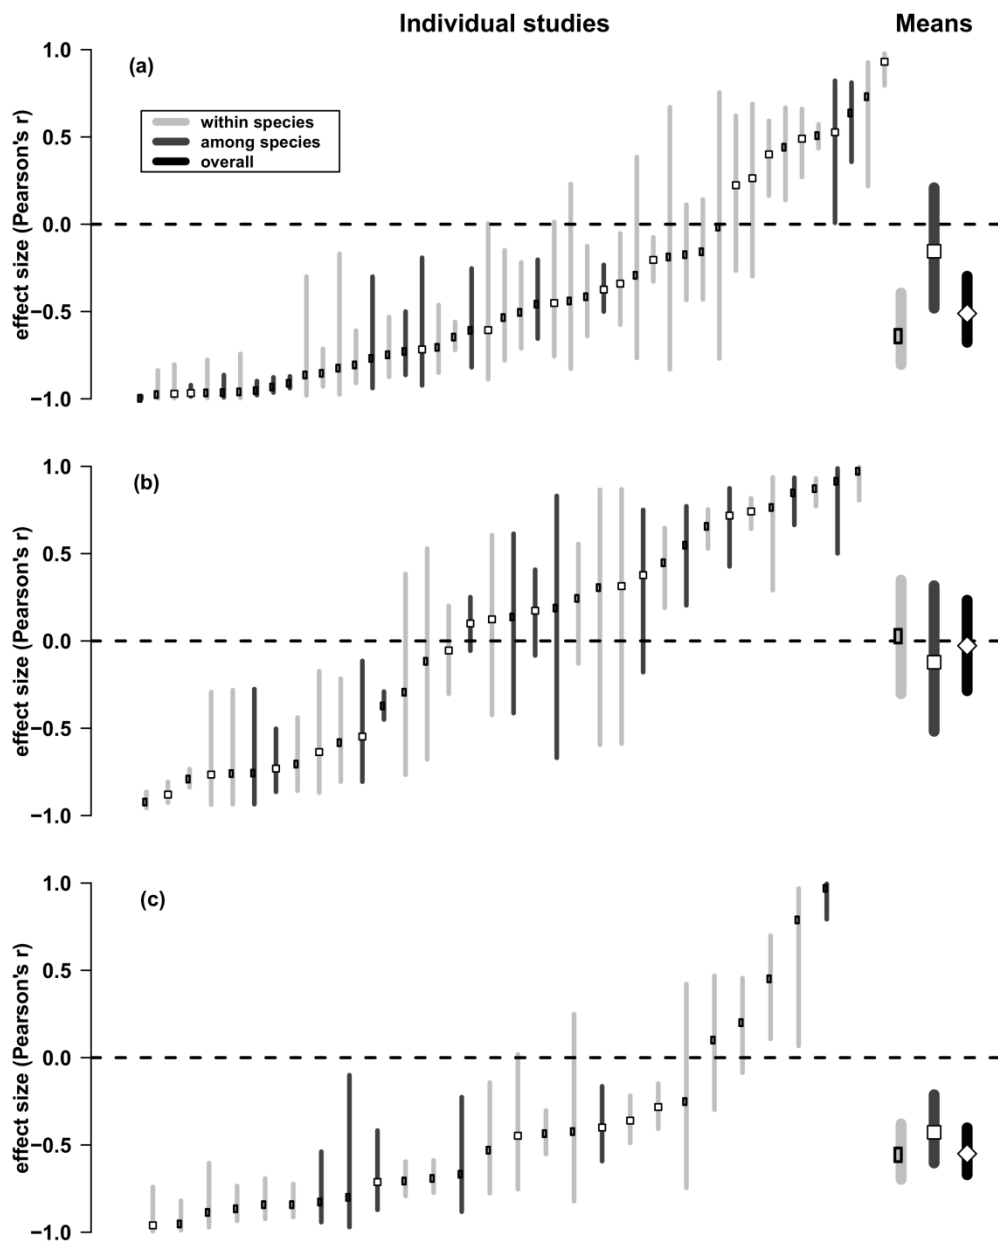 Individual studies Means
(a)
within species
among species
overall
effect size (Pearson's r)
1.0
0.5
0.0
−0.5
−1.0
(b)
effect size (Pearson's r)
1.0
0.5
0.0
−0.5
−1.0
(c)
effect size (Pearson's r)
1.0
0.5
0.0
−0.5
−1.0